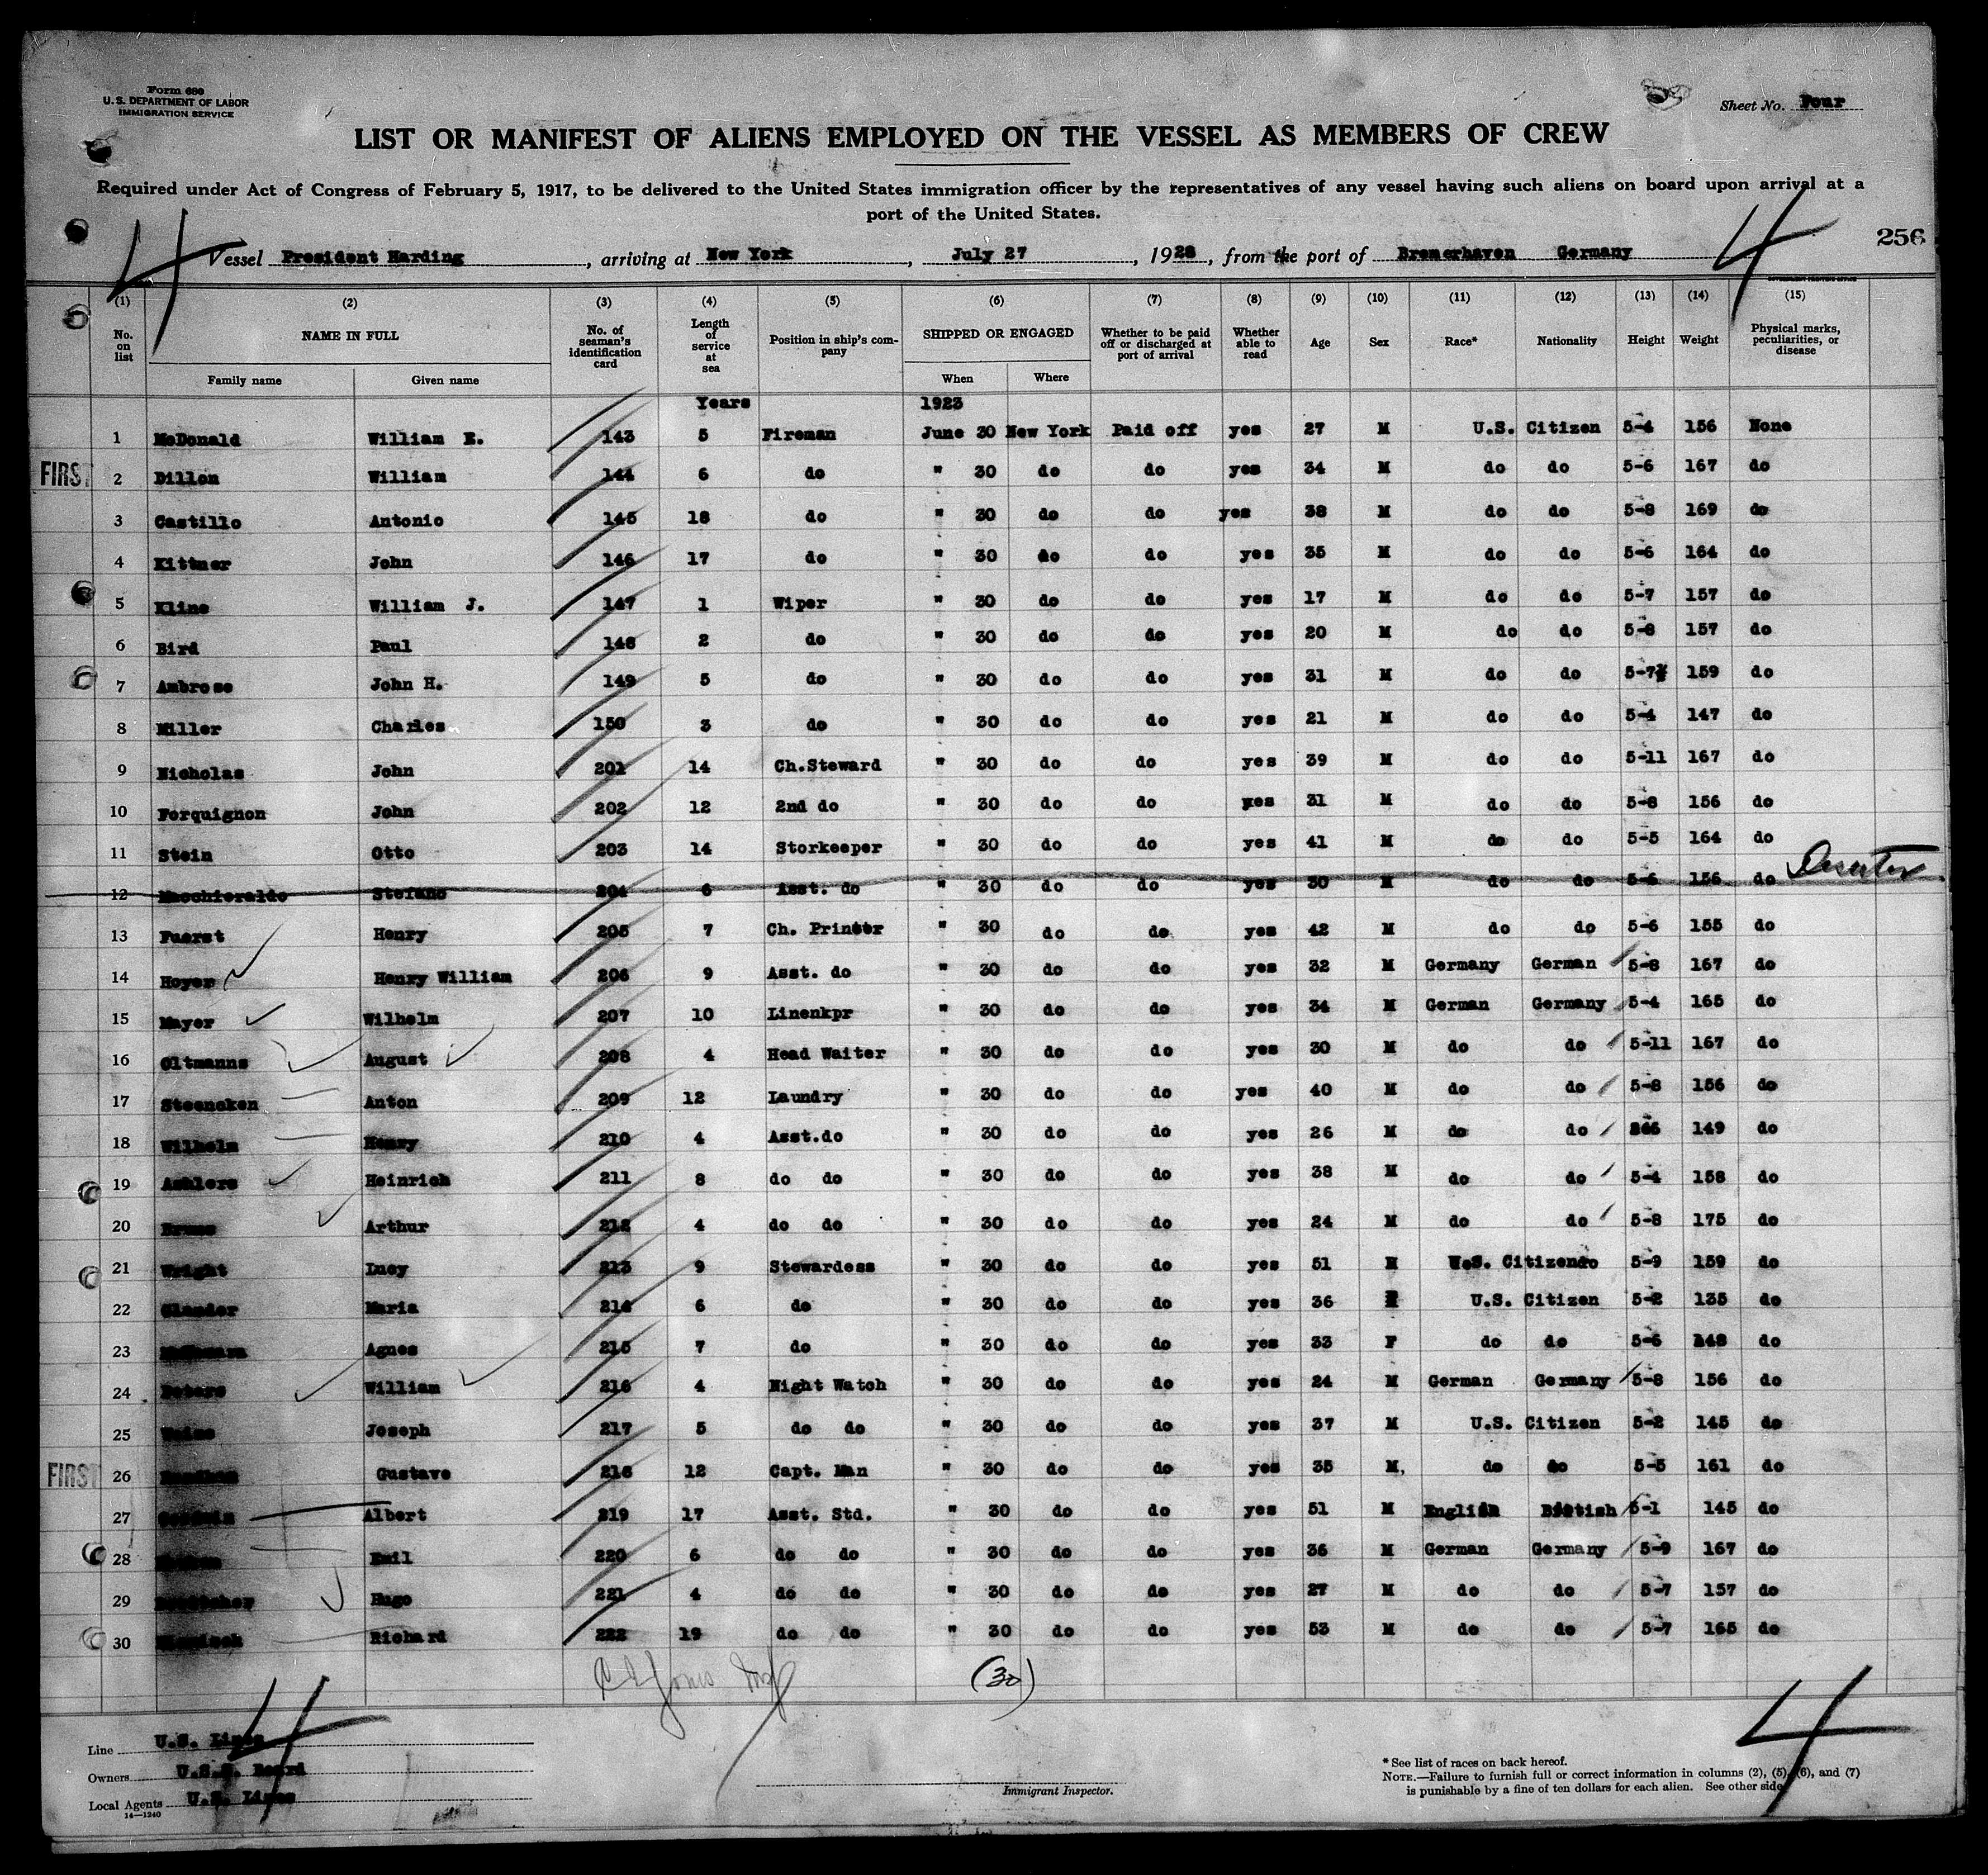 Form 680
U. S. DEPARTMENT OF LABOR
IMMIGRATION SERVICE
Sheet No. Four
LIST OR MANIFEST OF ALIENS EMPLOYED ON THE VESSEL AS MEMBERS OF CREW
Required under Act of Congress of February 5, 1917, to be delivered to the United States immigration officer by the representatives of any vessel having such aliens on board upon arrival at a
port of the United States.
4 4 256
Vessel President Harding, arriving at New York, July 27, 1923, from the port of Bremerhaven Germany
(1) (2) (3) (4) (5) (6) (7) (8) (9) (10) (11) (12) (13) (14) (15)
No. on list NAME IN FULL No. of seaman's identification card Length of service at sea Position in ship's company SHIPPED OR ENGAGED Whether to be paid off or discharged at port of arrival Whether able to read Age Sex Race* Nationality Height Weight Physical marks, peculiarities, or disease
Family name Given name When Where
Years 1923
1 McDonald William E. 143 5 Fireman June 30 New York Paid off yes 27 M U.S. Citizen 5-4 156 None
FIRST 2 Dillon William 144 6 do " 30 do do yes 34 M do do 5-6 167 do
3 Castillo Antonio 145 18 do " 30 do do yes 38 M do do 5-8 169 do
4 Kittner John 146 17 do " 30 do do yes 35 M do do 5-6 164 do
5 Kline William J. 147 1 Wiper " 30 do do yes 17 M do do 5-7 157 do
6 Bird Paul 148 2 do " 30 do do yes 20 M do do 5-8 157 do
7 Ambrose John H. 149 5 do " 30 do do yes 31 M do do 5-7 159 do
8 Miller Charles 150 3 do " 30 do do yes 21 M do do 5-4 147 do
9 Nicholas John 201 14 Ch.Steward " 30 do do yes 39 M do do 5-11 167 do
10 Forquignon John 202 12 2nd do " 30 do do yes 31 M do do 5-8 156 do
11 Stein Otto 203 14 Storkeeper " 30 do do yes 41 M do do 5-5 164 do
12 Macchieraldo Stefano 204 6 Asst. do " 30 do do yes 30 M do do 5-6 156 do Deserter
13 Fuerst Henry 205 7 Ch. Printer " 30 do do yes 42 M do do 5-6 155 do
14 Hoyer Henry William 206 9 Asst. do " 30 do do yes 32 M Germany German 5-8 167 do
15 Mayer Wilhelm 207 10 Linenkpr " 30 do do yes 34 M German Germany 5-4 165 do
16 Oltmanns August 208 4 Head Waiter " 30 do do yes 30 M do do 5-11 167 do
17 Steencken Anton 209 12 Laundry " 30 do do yes 40 M do do 5-8 156 do
18 Wilhelm Henry 210 4 Asst.do " 30 do do yes 26 M do do 149 do
19 Ashlers Heinrich 211 8 do do " 30 do do yes 38 M do do 5-4 158 do
20 Arthur 212 4 do do " 30 do do yes 24 M do do 5-8 175 do
21 Wright Lucy 213 9 Stewardess " 30 do do yes 51 M U.S. Citizendo 5-9 159 do
22 Maria 214 6 do " 30 do do yes 36 U.S. Citizen 5-2 135 do
23 Agnes 215 7 do " 30 do do yes 33 F do do 5-6 148 do
24 Peters William 216 4 Night Watch " 30 do do yes 24 M German Germany 5-8 156 do
25 Joseph 217 5 do do " 30 do do yes 37 M U.S. Citizen 5-2 145 do
FIRST 26 Gustave 218 12 Capt. Man " 30 do do yes 35 M, do do 5-5 161 do
27 Albert 219 17 Asst. Std. " 30 do do yes 51 M English British 5-1 145 do
28 Emil 220 6 do do " 30 do do yes 36 M German Germany 5-9 167 do
29 Hugo 221 4 do do " 30 do do yes 27 M do do 5-7 157 do
30 Richard 222 19 do do " 30 do do yes 53 M do do 5-7 165 do
(30)
4 4
Line U.S. Lines
Owners U.S.S. Board
Local Agents U.S. Lines
14—1240
Immigrant Inspector.
* See list of races on back hereof.
NOTE.—Failure to furnish full or correct information in columns (2), (5), (6), and (7)
is punishable by a fine of ten dollars for each alien. See other side.